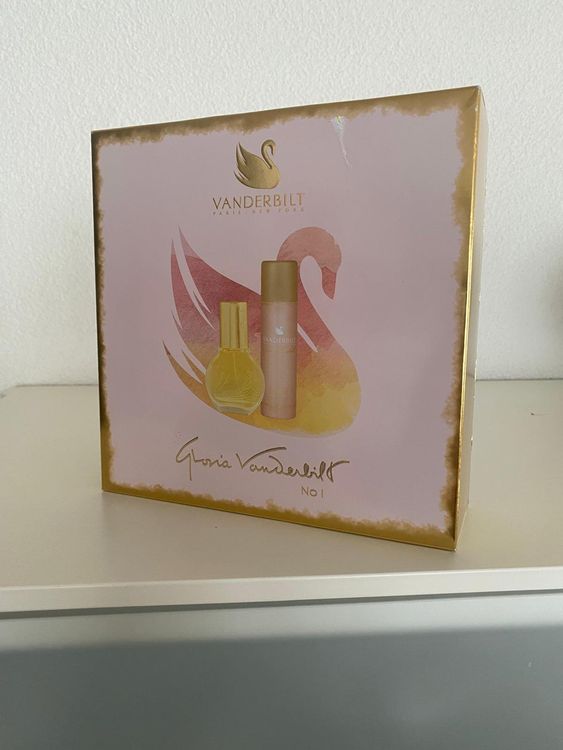 VANDERBILT
PARIS · NEW YORK
VANDERBILT
Gloria Vanderbilt
No 1